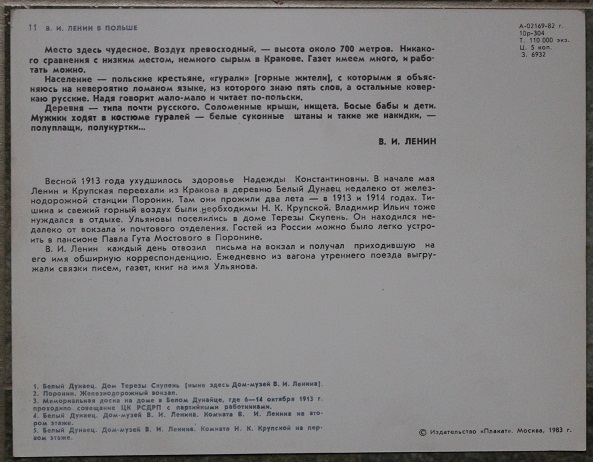 11 В. И. ЛЕНИН В ПОЛЬШЕ
А-02169-82 г.
10р-304
Т. 110 000 экз.
Ц. 5 коп.
З. 6932
Место здесь чудесное. Воздух превосходный, — высота около 700 метров. Никако-
го сравнения с низким местом, немного сырым в Кракове. Газет имеем много, и рабо-
тать можно.
Население — польские крестьяне, «гурали» (горные жители), с которыми я объяс-
няюсь на невероятно ломаном языке, из которого знаю пять слов, а остальные ковер-
каю русские. Надя говорит мало-мало и читает по-польски.
Деревня — типа почти русского. Соломенные крыши, нищета. Босые бабы и дети.
Мужики ходят в костюме гуралей — белые суконные штаны и такие же накидки, —
полуплащи, полукуртки...
В. И. ЛЕНИН
Весной 1913 года ухудшилось здоровье Надежды Константиновны. В начале мая
Ленин и Крупская переехали из Кракова в деревню Белый Дунаец недалеко от желез-
нодорожной станции Поронин. Там они прожили два лета — в 1913 и 1914 годах. Ти-
шина и свежий горный воздух были необходимы Н. К. Крупской. Владимир Ильич тоже
нуждался в отдыхе. Ульяновы поселились в доме Терезы Скупень. Он находился не-
далеко от вокзала и почтового отделения. Гостей из России можно было легко устро-
ить в пансионе Павла Гута Мостового в Поронине.
В. И. Ленин каждый день отвозил письма на вокзал и получал приходившую на
его имя обширную корреспонденцию. Ежедневно из вагона утреннего поезда выгру-
жали связки писем, газет, книг на имя Ульянова.
1. Белый Дунаец. Дом Терезы Скупень (ныне здесь Дом-музей В. И. Ленина).
2. Поронин. Железнодорожный вокзал.
3. Мемориальная доска на доме в Белом Дунайце, где 6—14 октября 1913 г.
проходило совещание ЦК РСДРП с партийными работниками.
4. Белый Дунаец. Дом-музей В. И. Ленина. Комната В. И. Ленина на вто-
ром этаже.
5. Белый Дунаец. Дом-музей В. И. Ленина. Комната Н. К. Крупской на пер-
вом этаже.
© Издательство «Плакат». Москва, 1983 г.